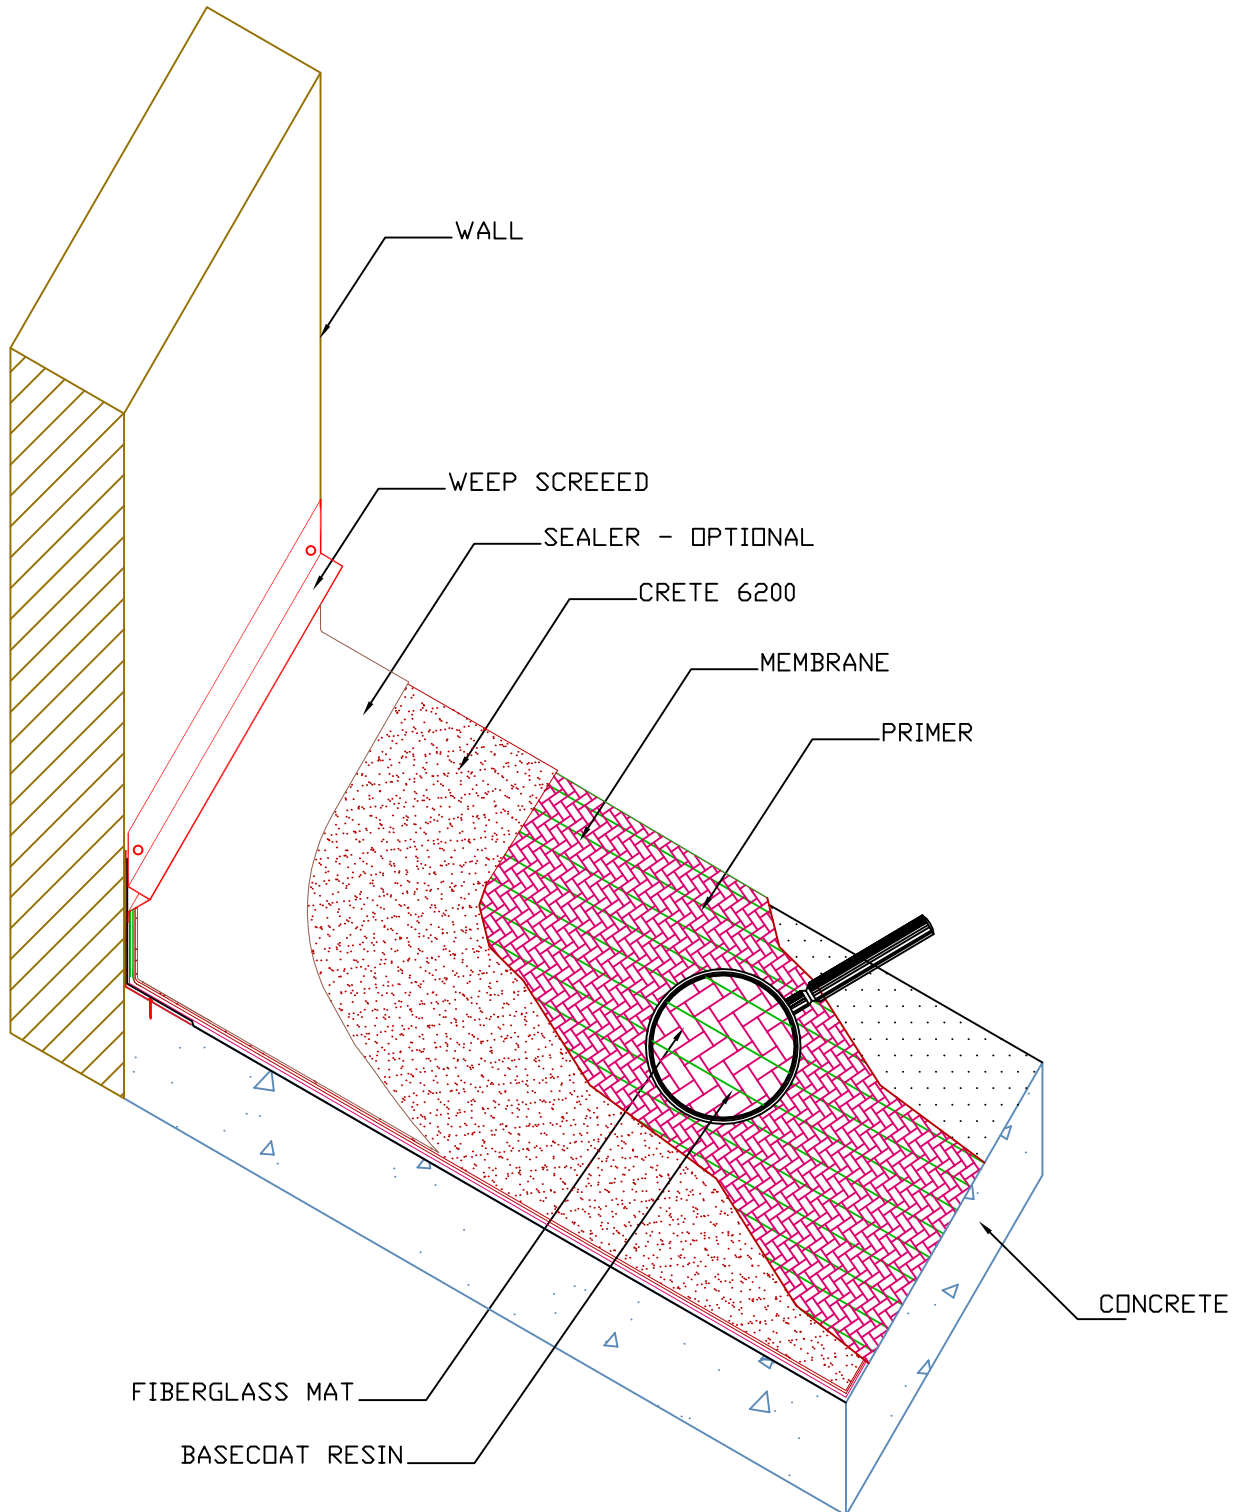 WALL
WEEP SCREEED
SEALER - OPTIONAL
CRETE 6200
MEMBRANE
PRIMER
CONCRETE
FIBERGLASS MAT
BASECOAT RESIN